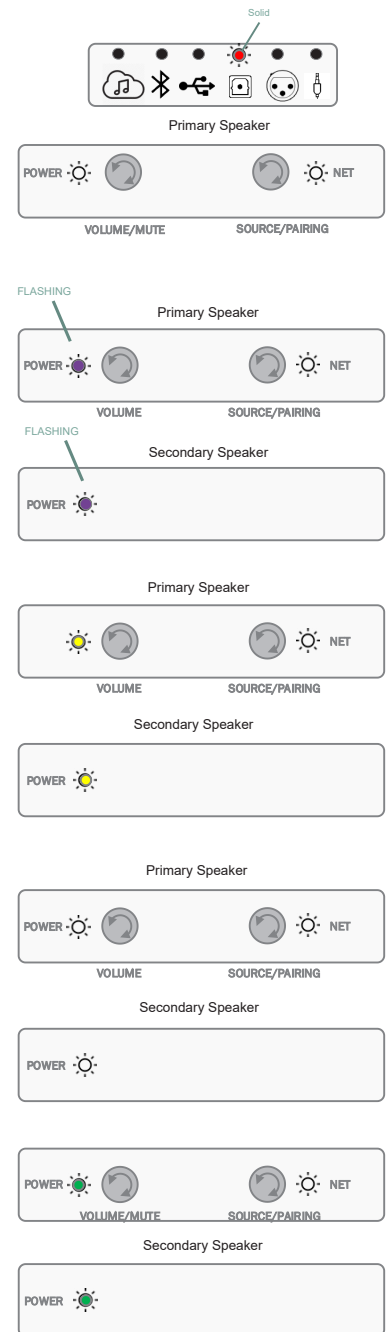 Solid
Primary Speaker
POWER NET
VOLUME/MUTE SOURCE/PAIRING
FLASHING
Primary Speaker
POWER NET
VOLUME SOURCE/PAIRING
FLASHING
Secondary Speaker
POWER
Primary Speaker
NET
VOLUME SOURCE/PAIRING
Secondary Speaker
POWER
Primary Speaker
POWER NET
VOLUME SOURCE/PAIRING
Secondary Speaker
POWER
POWER NET
VOLUME/MUTE SOURCE/PAIRING
Secondary Speaker
POWER